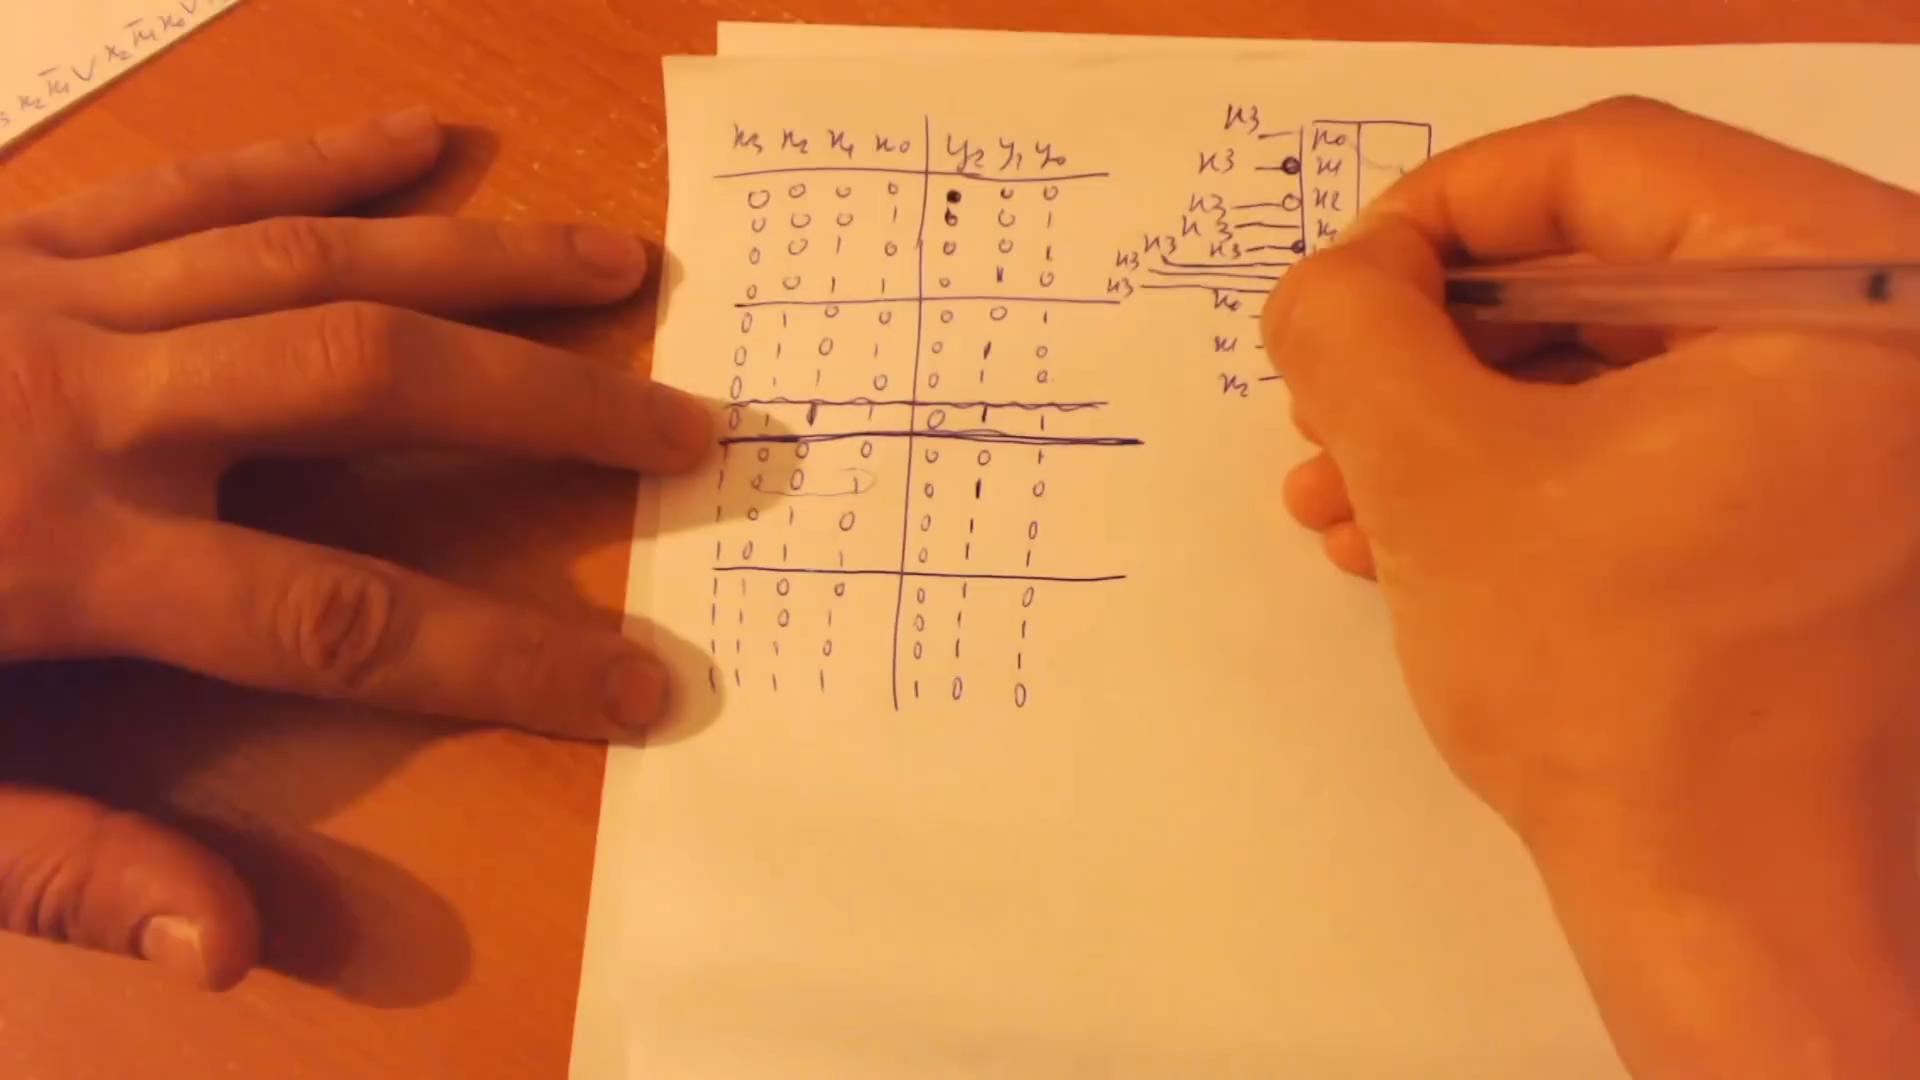 x₂ x̄₁ ∨ x₂ x̄₁ x₀ ∨
x₃ x₂ x₁ x₀ | y₂ y₁ y₀
0 0 0 0 | 0 0 0
0 0 0 1 | 0 0 1
0 0 1 0 | 0 0 1
0 0 1 1 | 0 1 0
0 1 0 0 | 0 0 1
0 1 0 1 | 0 1 0
0 1 1 0 | 0 1 0
0 1 1 1 | 0 1 1
1 0 0 0 | 0 0 1
1 0 0 1 | 0 1 0
1 0 1 0 | 0 1 0
1 0 1 1 | 0 1 1
1 1 0 0 | 0 1 0
1 1 0 1 | 0 1 1
1 1 1 0 | 0 1 1
1 1 1 1 | 1 0 0
x3 x0
x3 x1
x3 x2
x3
x3
x3
x3
x0
x1
x2